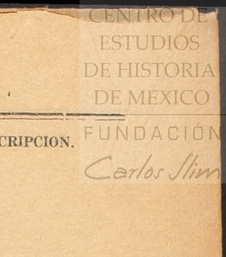 CENTRO DE
ESTUDIOS
DE HISTORIA
DE MEXICO
FUNDACIÓN
Carlos Slim
CRIPCION.